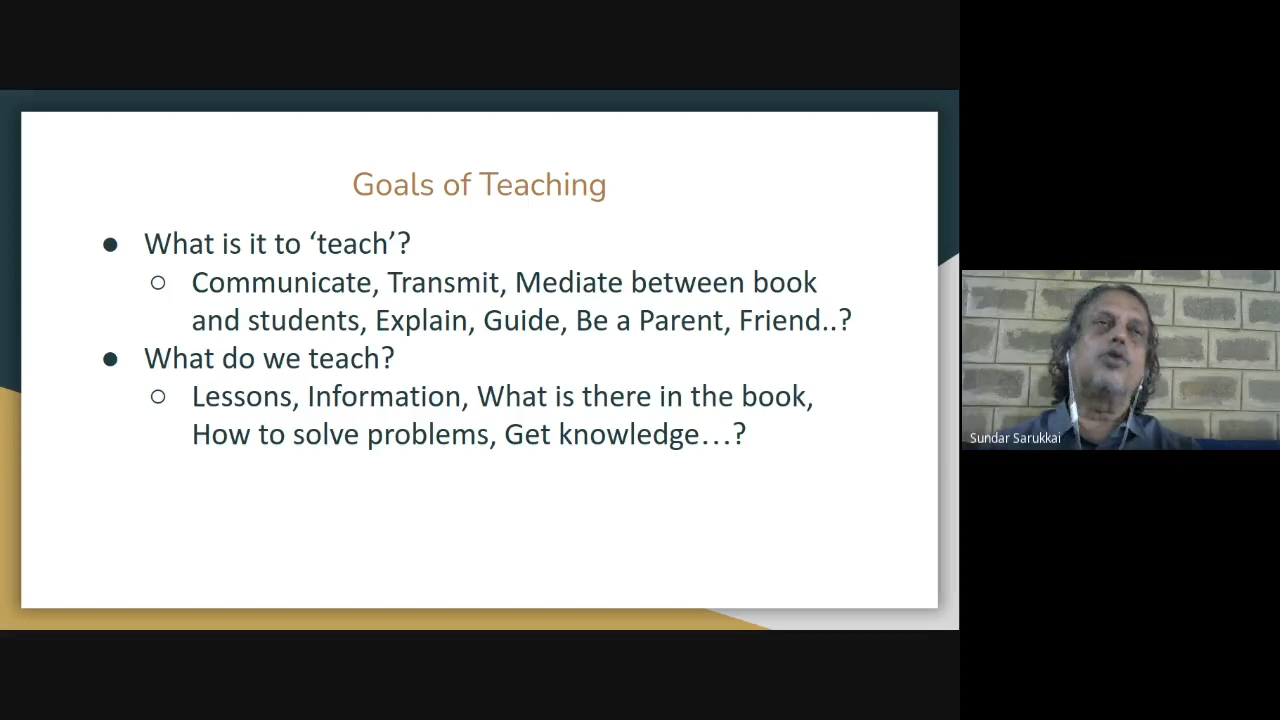 Goals of Teaching
● What is it to ‘teach’?
○ Communicate, Transmit, Mediate between book
and students, Explain, Guide, Be a Parent, Friend..?
● What do we teach?
○ Lessons, Information, What is there in the book,
How to solve problems, Get knowledge…?
Sundar Sarukkai